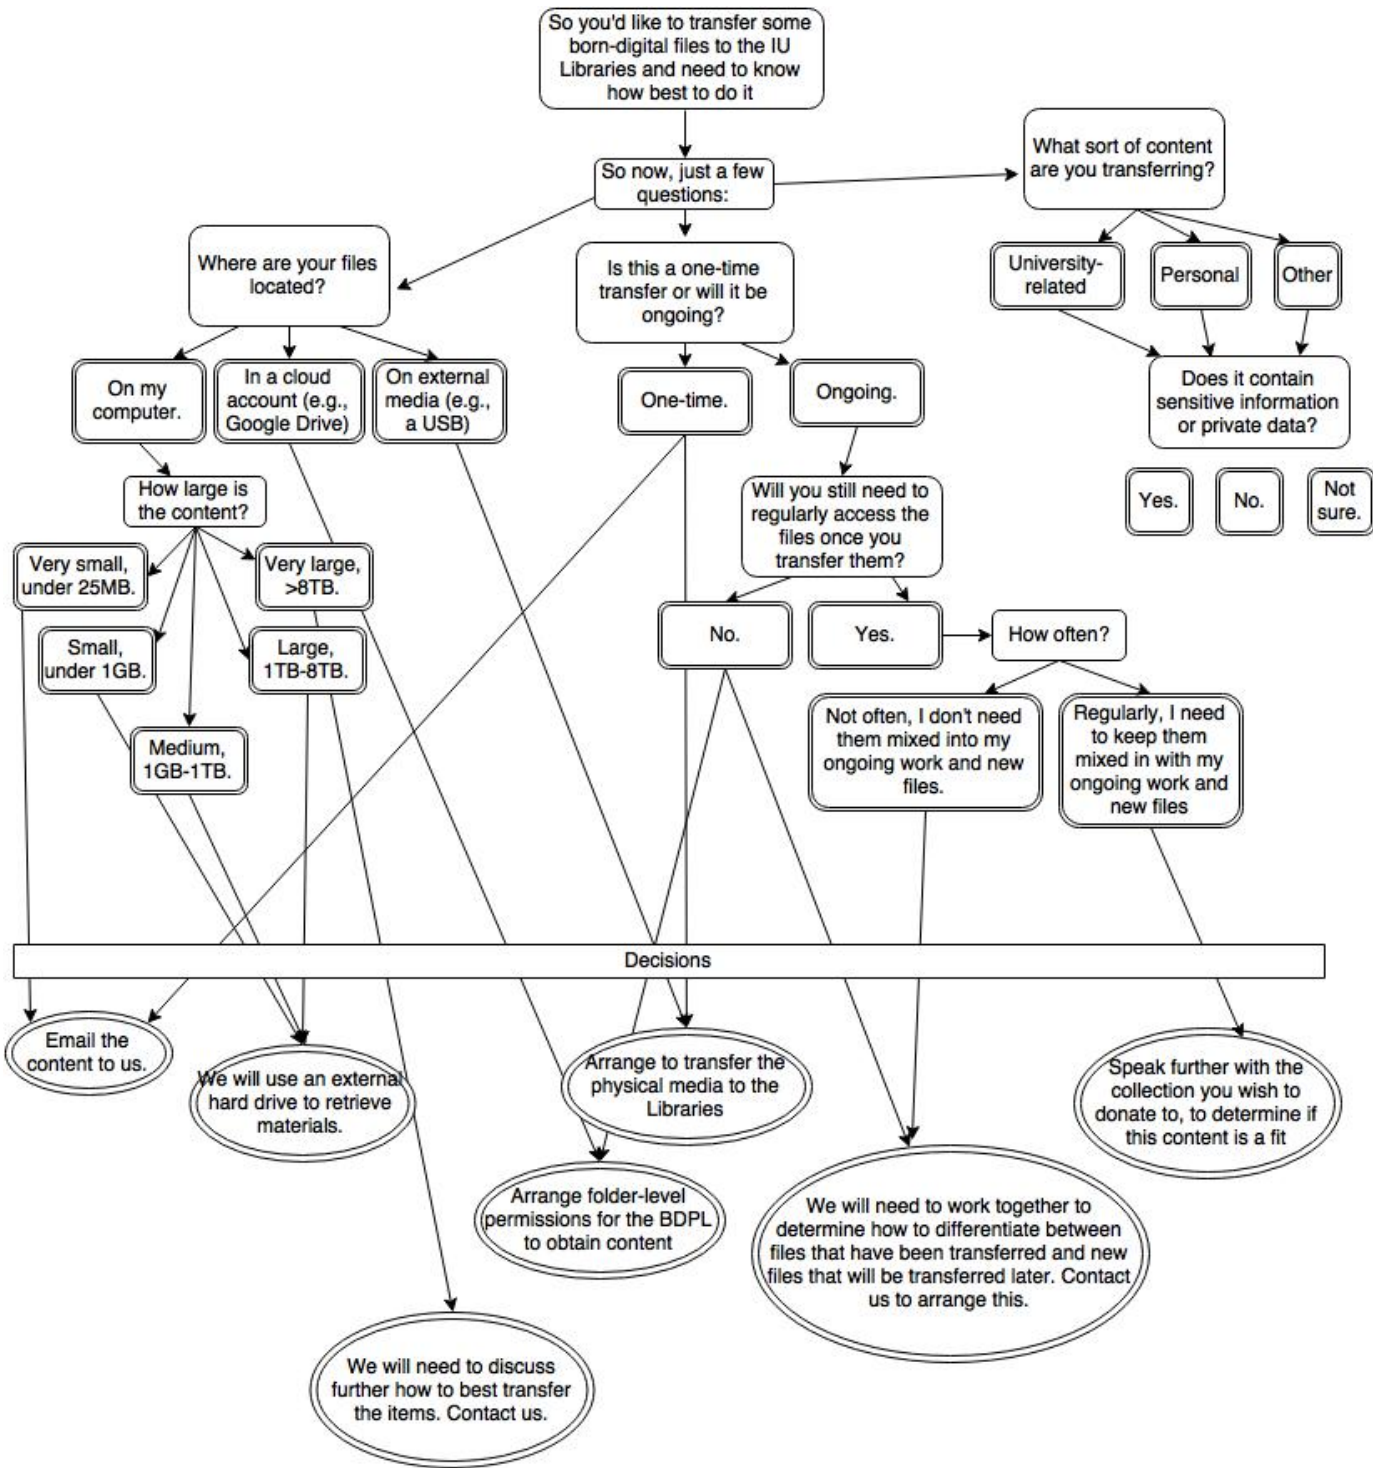 So you'd like to transfer some
born-digital files to the IU
Libraries and need to know
how best to do it
So now, just a few
questions:
What sort of content
are you transferring?
Where are your files
located?
Is this a one-time
transfer or will it be
ongoing?
University-
related
Personal
Other
On my
computer.
In a cloud
account (e.g.,
Google Drive)
On external
media (e.g.,
a USB)
One-time.
Ongoing.
Does it contain
sensitive information
or private data?
How large is
the content?
Will you still need to
regularly access the
files once you
transfer them?
Yes.
No.
Not
sure.
Very small,
under 25MB.
Very large,
>8TB.
Small,
under 1GB.
Large,
1TB-8TB.
Medium,
1GB-1TB.
No.
Yes.
How often?
Not often, I don't need
them mixed into my
ongoing work and new
files.
Regularly, I need
to keep them
mixed in with my
ongoing work and
new files
Decisions
Email the
content to us.
We will use an external
hard drive to retrieve
materials.
Arrange to transfer the
physical media to the
Libraries
Speak further with the
collection you wish to
donate to, to determine if
this content is a fit
Arrange folder-level
permissions for the BDPL
to obtain content
We will need to work together to
determine how to differentiate between
files that have been transferred and new
files that will be transferred later. Contact
us to arrange this.
We will need to discuss
further how to best transfer
the items. Contact us.